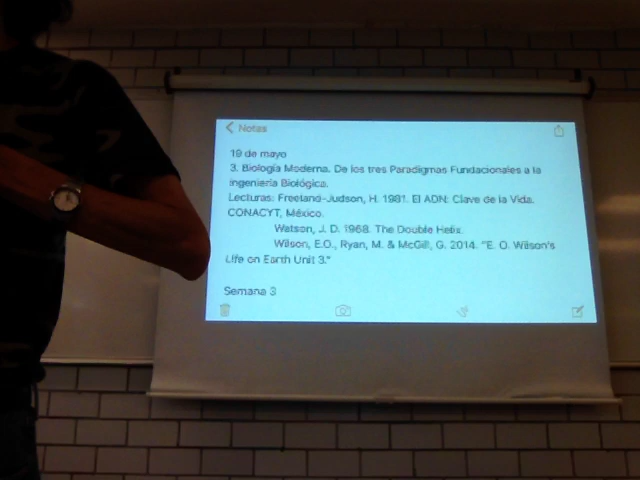 Notas
19 de mayo
3. Biología Moderna. De los tres Paradigmas Fundacionales a la
Ingeniería Biológica.
Lecturas: Freeland-Judson, H. 1981. El ADN: Clave de la Vida.
CONACYT, México.
Watson, J. D. 1968. The Double Helix.
Wilson, E.O., Ryan, M. & McGill, G. 2014. "E. O. Wilson's
Life on Earth Unit 3."
Semana 3